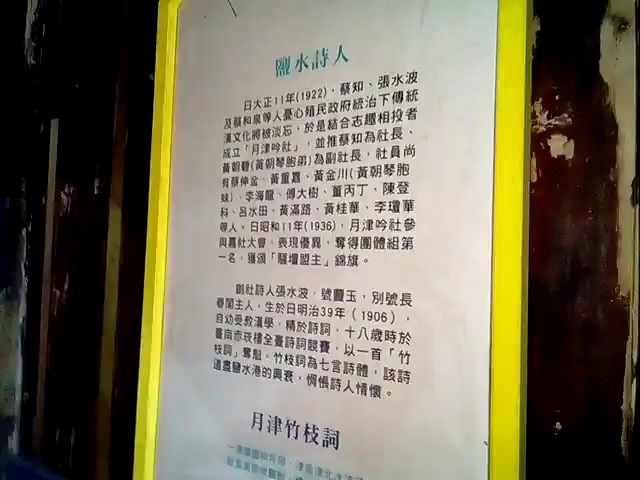 鹽水詩人
日大正11年(1922)，蔡知、張水波
及蔡和泉等人憂心殖民政府統治下傳統
漢文化將被淡忘，於是結合志趣相投者
成立「月津吟社」，並推蔡知為社長、
黃朝碧(黃朝琴胞弟)為副社長，社員尚
有蔡仲金、黃重嘉、黃金川(黃朝琴胞
妹)、李海龍、傅大樹、董丙丁、陳登
科、呂水田、黃滿路、黃桂華、李瓊華
等人。日昭和11年(1936)，月津吟社參
與嘉社大會，表現優異，奪得團體組第
一名，獲頒「騷壇盟主」錦旗。
創社詩人張水波，號豐玉，別號長
春閣主人，生於日明治39年（1906），
自幼受教漢學，精於詩詞，十八歲時於
臺南赤崁樓全臺詩詞競賽，以一首「竹
枝詞」奪魁。竹枝詞為七言詩體，該詩
道盡鹽水港的興衰，惆悵詩人情懷。
月津竹枝詞